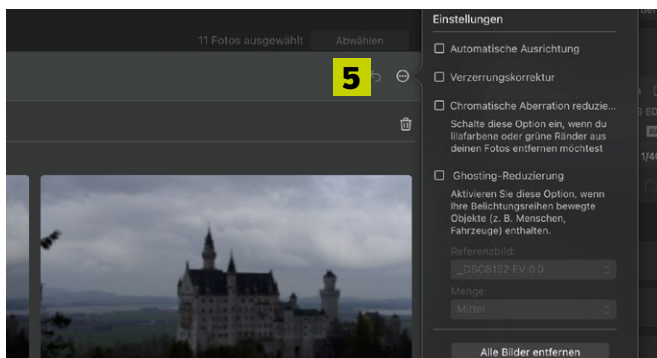 11 Fotos ausgewählt Abwählen
5
Einstellungen
Automatische Ausrichtung
Verzerrungskorrektur
Chromatische Aberration reduzie...
Schalte diese Option ein, wenn du
lilafarbene oder grüne Ränder aus
deinen Fotos entfernen möchtest
Ghosting-Reduzierung
Aktivieren Sie diese Option, wenn
Ihre Belichtungsreihen bewegte
Objekte (z. B. Menschen,
Fahrzeuge) enthalten.
Referenzbild:
_DSC6132 EV 0.0
Menge:
Mittel
Alle Bilder entfernen